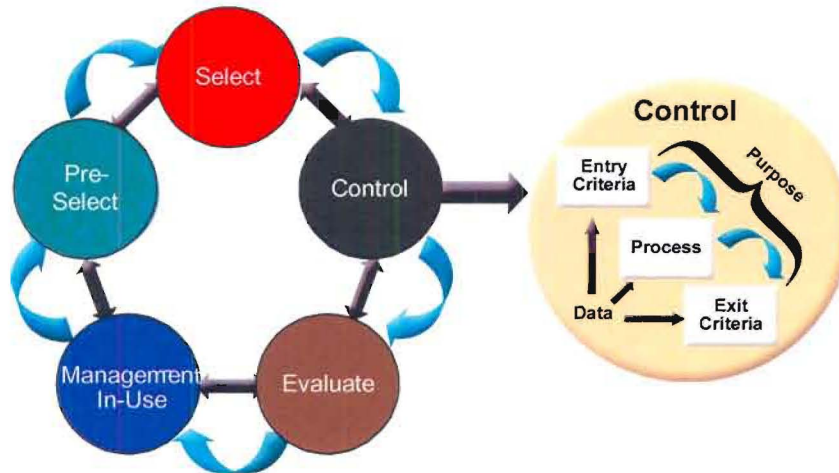 Select
Pre-
Select
Control
Management
In-Use
Evaluate
Control
Purpose
Entry
Criteria
Process
Data
Exit
Criteria